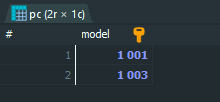 pc (2r × 1c)
# model
1 1 001
2 1 003